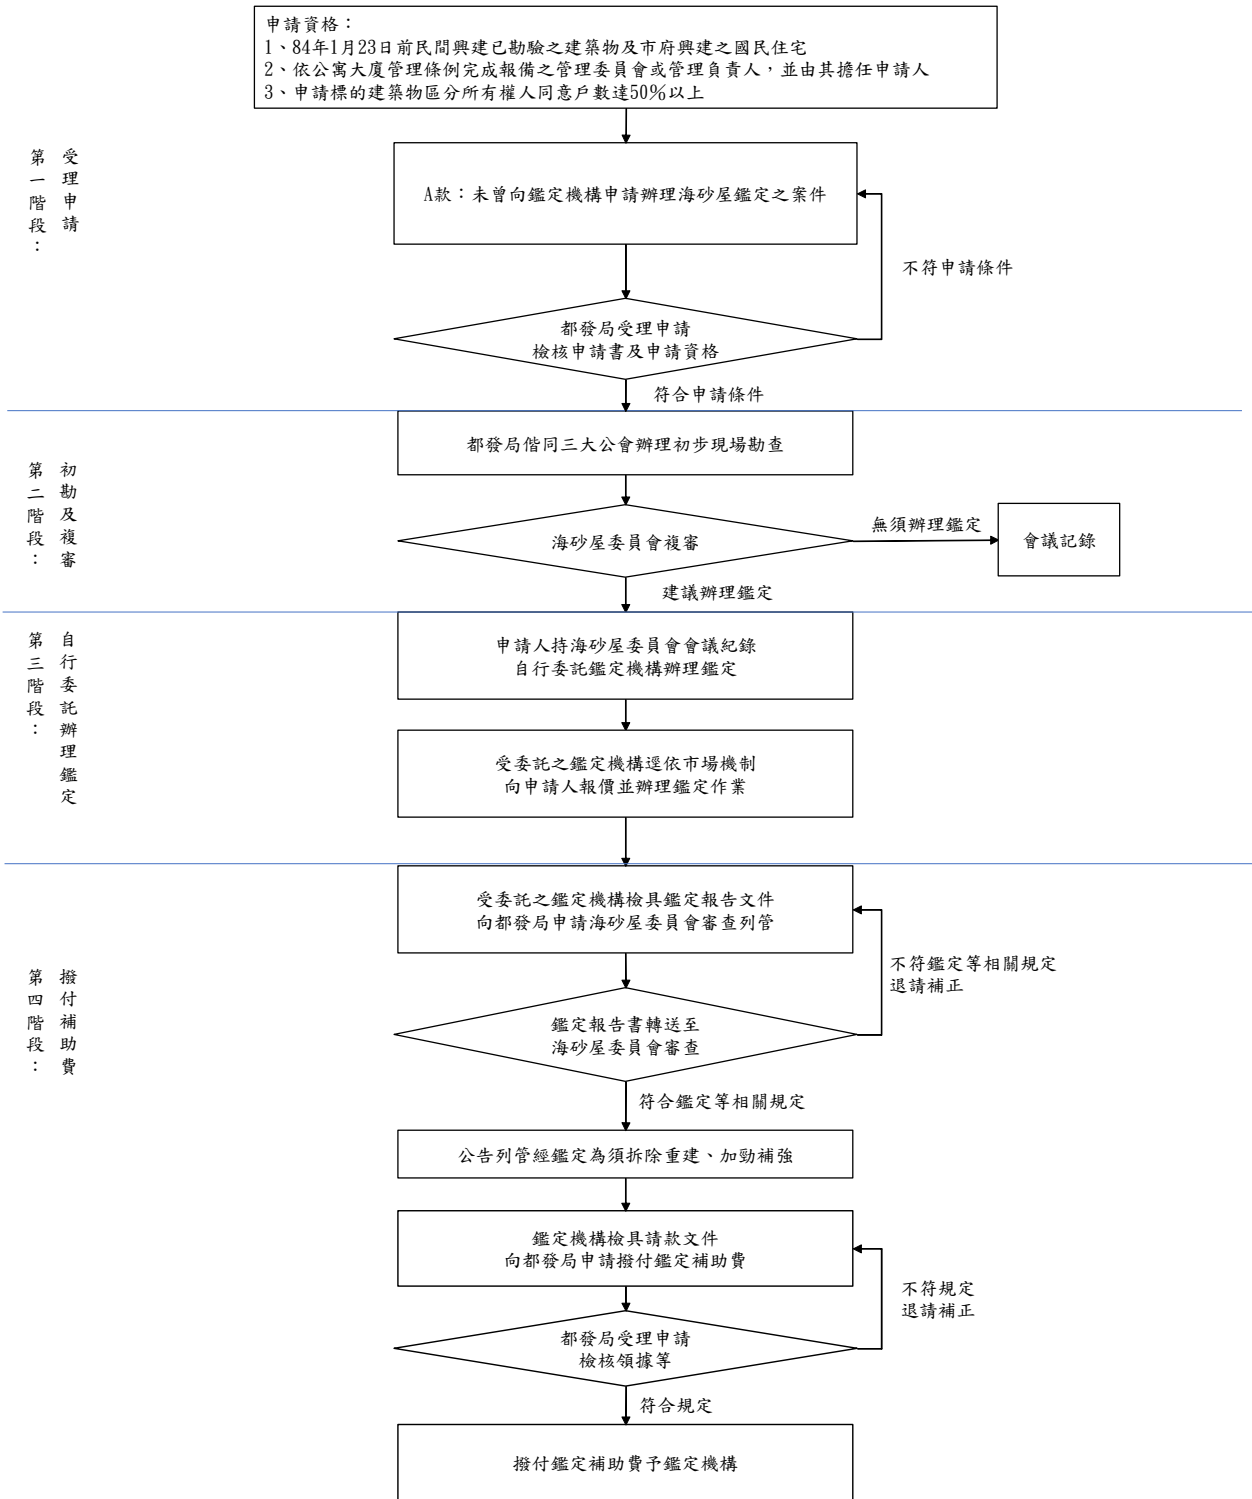 申請資格：
1、84年1月23日前民間興建已勘驗之建築物及市府興建之國民住宅
2、依公寓大廈管理條例完成報備之管理委員會或管理負責人，並由其擔任申請人
3、申請標的建築物區分所有權人同意戶數達50%以上
第一階段：
受理申請
A款：未曾向鑑定機構申請辦理海砂屋鑑定之案件
不符申請條件
都發局受理申請
檢核申請書及申請資格
符合申請條件
第二階段：
初勘及複審
都發局偕同三大公會辦理初步現場勘查
海砂屋委員會複審
無須辦理鑑定
會議記錄
建議辦理鑑定
第三階段：
自行委託辦理鑑定
申請人持海砂屋委員會會議紀錄
自行委託鑑定機構辦理鑑定
受委託之鑑定機構逕依市場機制
向申請人報價並辦理鑑定作業
第四階段：
撥付補助費
受委託之鑑定機構檢具鑑定報告文件
向都發局申請海砂屋委員會審查列管
不符鑑定等相關規定
退請補正
鑑定報告書轉送至
海砂屋委員會審查
符合鑑定等相關規定
公告列管經鑑定為須拆除重建、加勁補強
鑑定機構檢具請款文件
向都發局申請撥付鑑定補助費
不符規定
退請補正
都發局受理申請
檢核領據等
符合規定
撥付鑑定補助費予鑑定機構